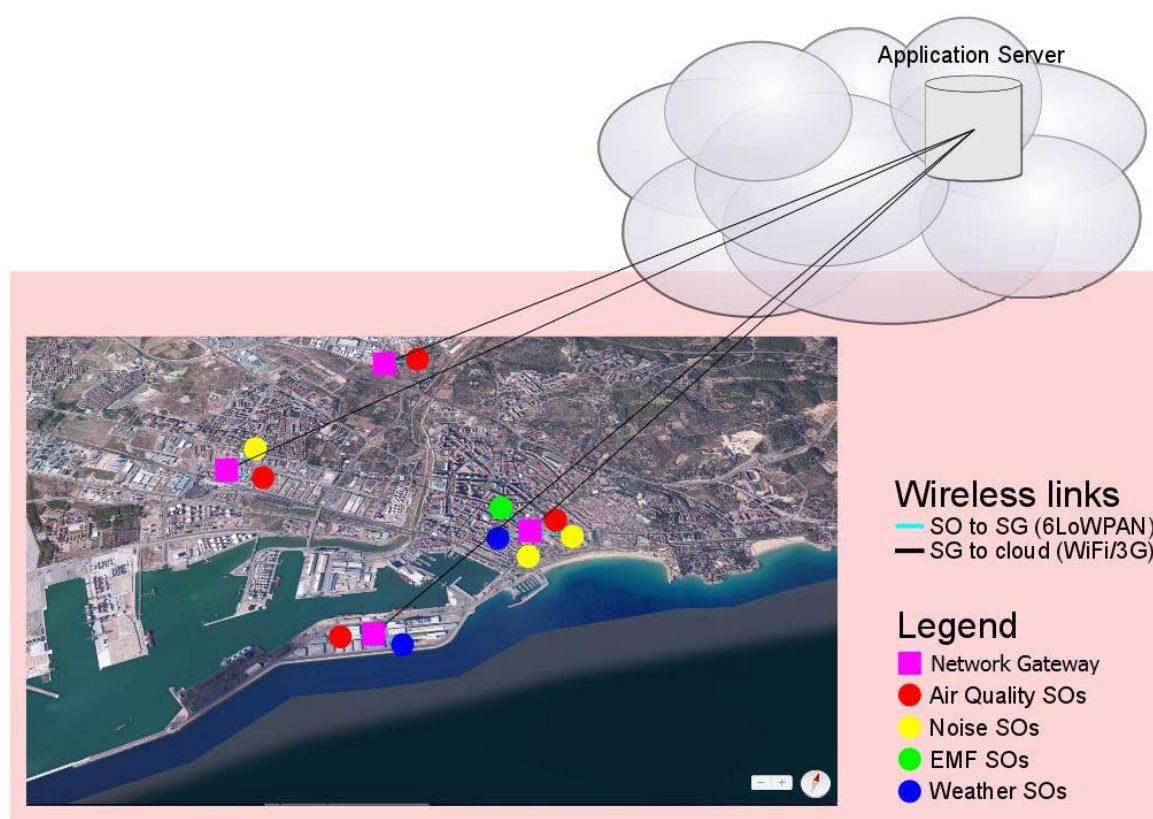 Application Server
Wireless links
SO to SG (6LoWPAN)
SG to cloud (WiFi/3G)
Legend
Network Gateway
Air Quality SOs
Noise SOs
EMF SOs
Weather SOs